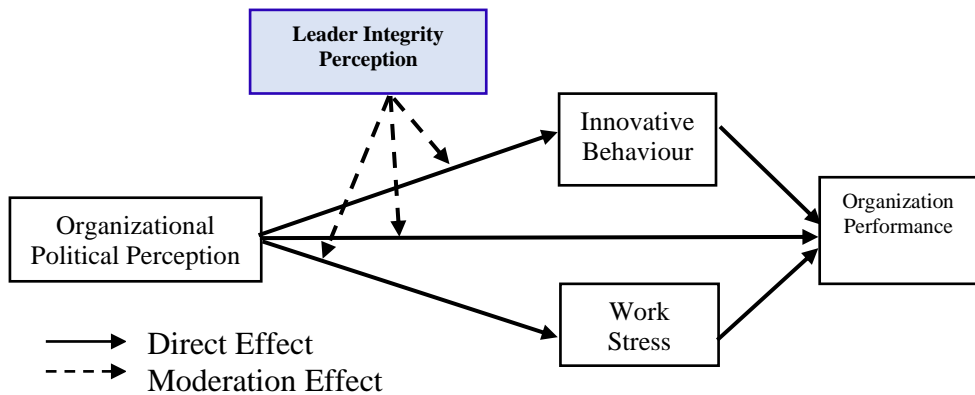 Leader Integrity
Perception
Innovative
Behaviour
Organization
Performance
Organizational
Political Perception
Work
Stress
Direct Effect
Moderation Effect